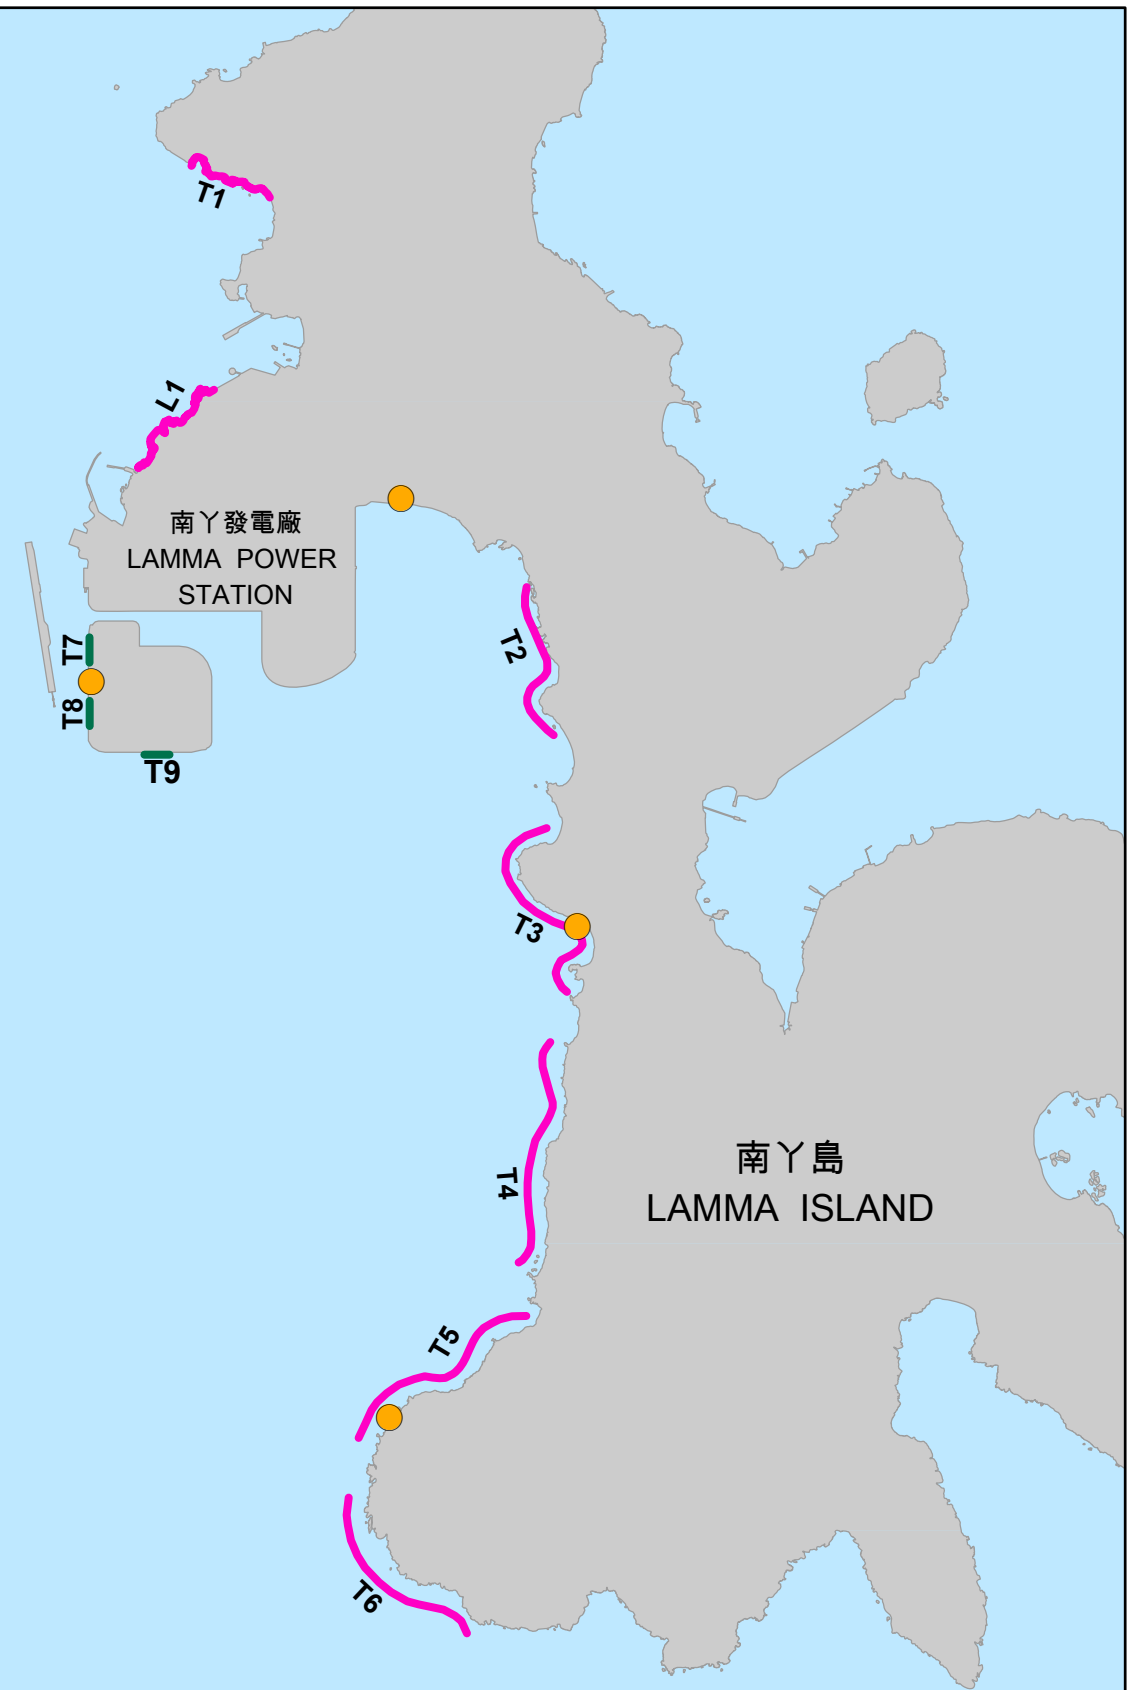 T1
L1
南丫發電廠
LAMMA POWER
STATION
T2
T7
T8
T9
T3
南丫島
LAMMA ISLAND
T4
T5
T6